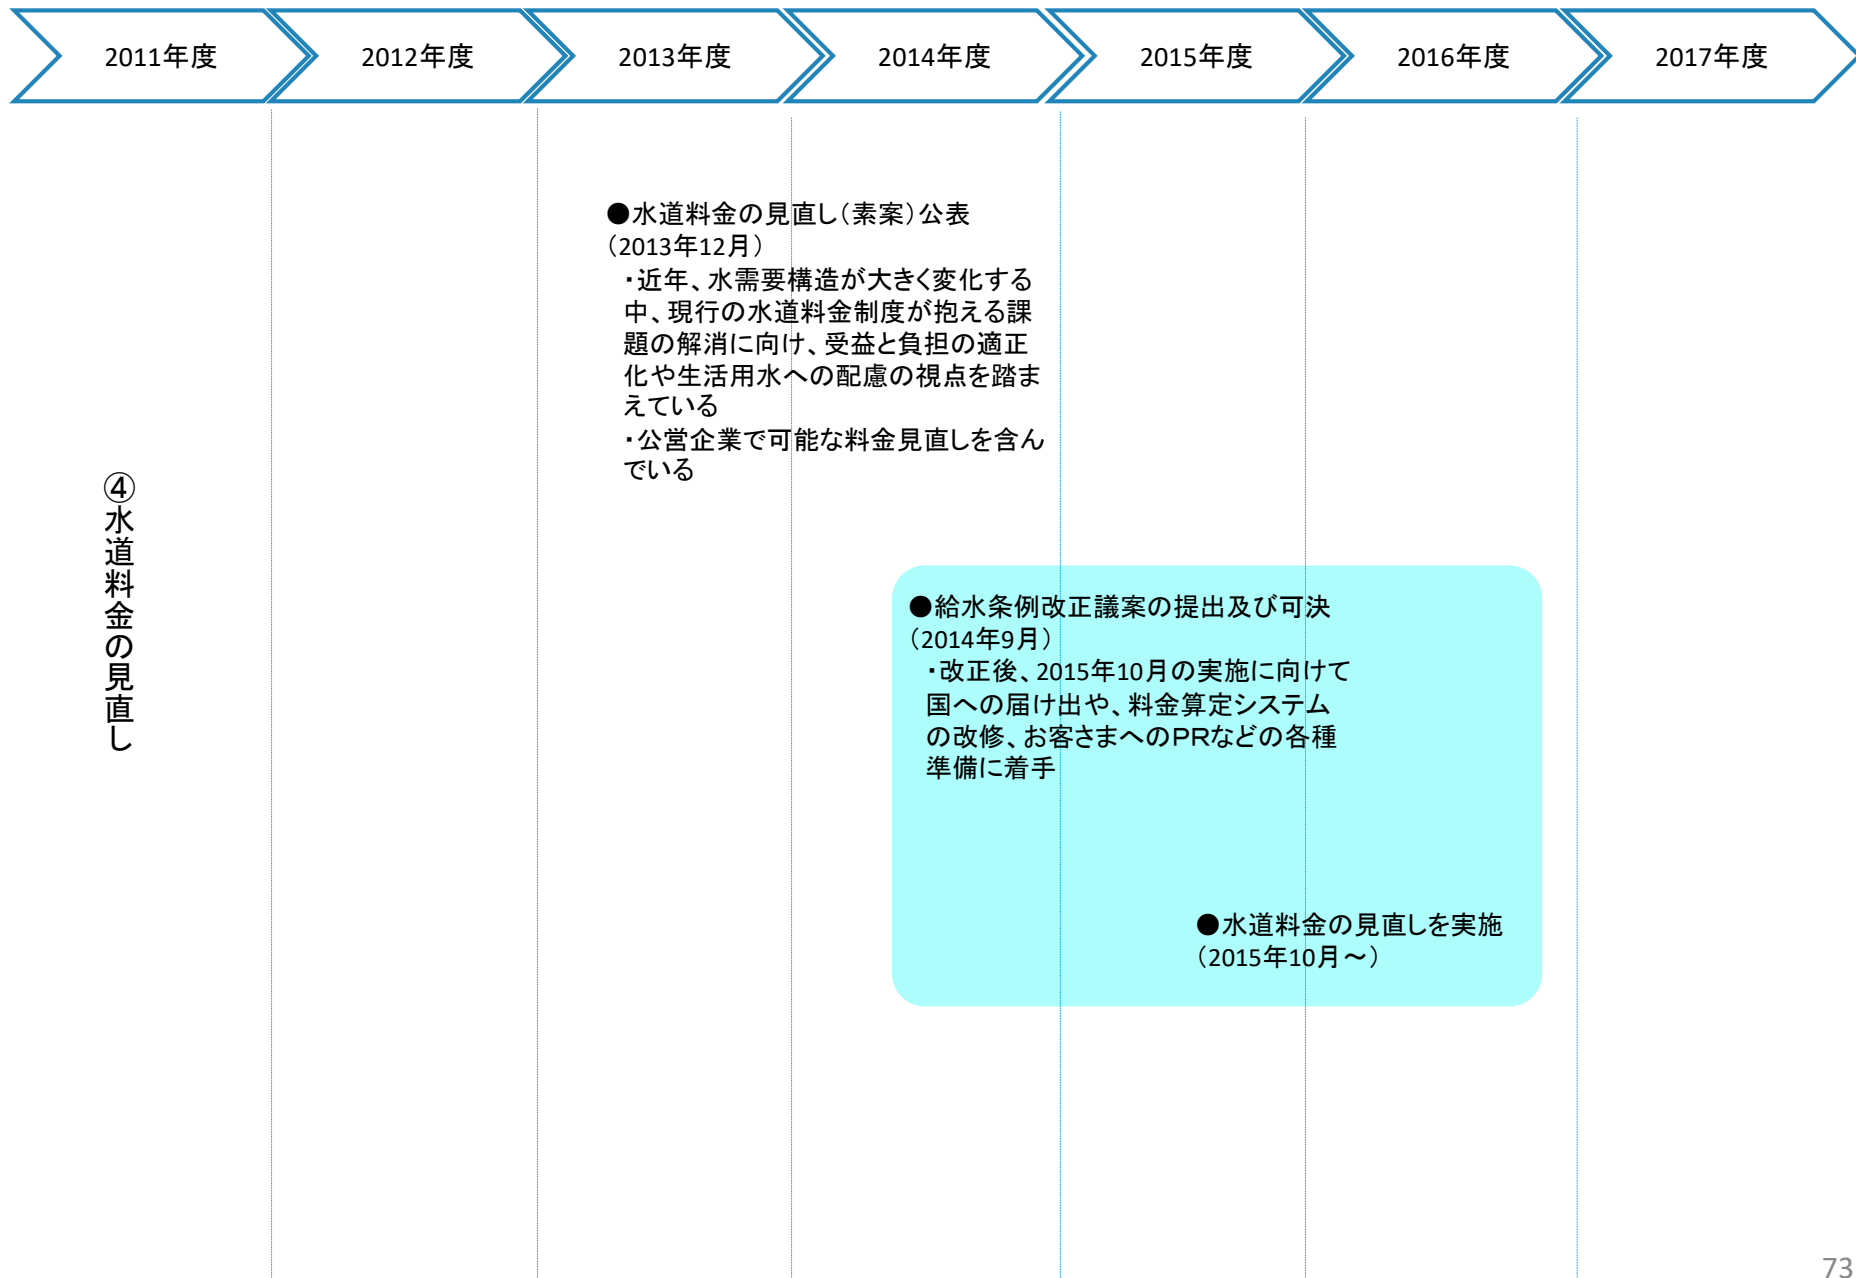 2011年度
2012年度
2013年度
2014年度
2015年度
2016年度
2017年度
④水道料金の見直し
●水道料金の見直し（素案）公表
（2013年12月）
・近年、水需要構造が大きく変化する
中、現行の水道料金制度が抱える課
題の解消に向け、受益と負担の適正
化や生活用水への配慮の視点を踏ま
えている
・公営企業で可能な料金見直しを含ん
でいる
●給水条例改正議案の提出及び可決
（2014年9月）
・改正後、2015年10月の実施に向けて
国への届け出や、料金算定システム
の改修、お客さまへのPRなどの各種
準備に着手
●水道料金の見直しを実施
（2015年10月～）
73